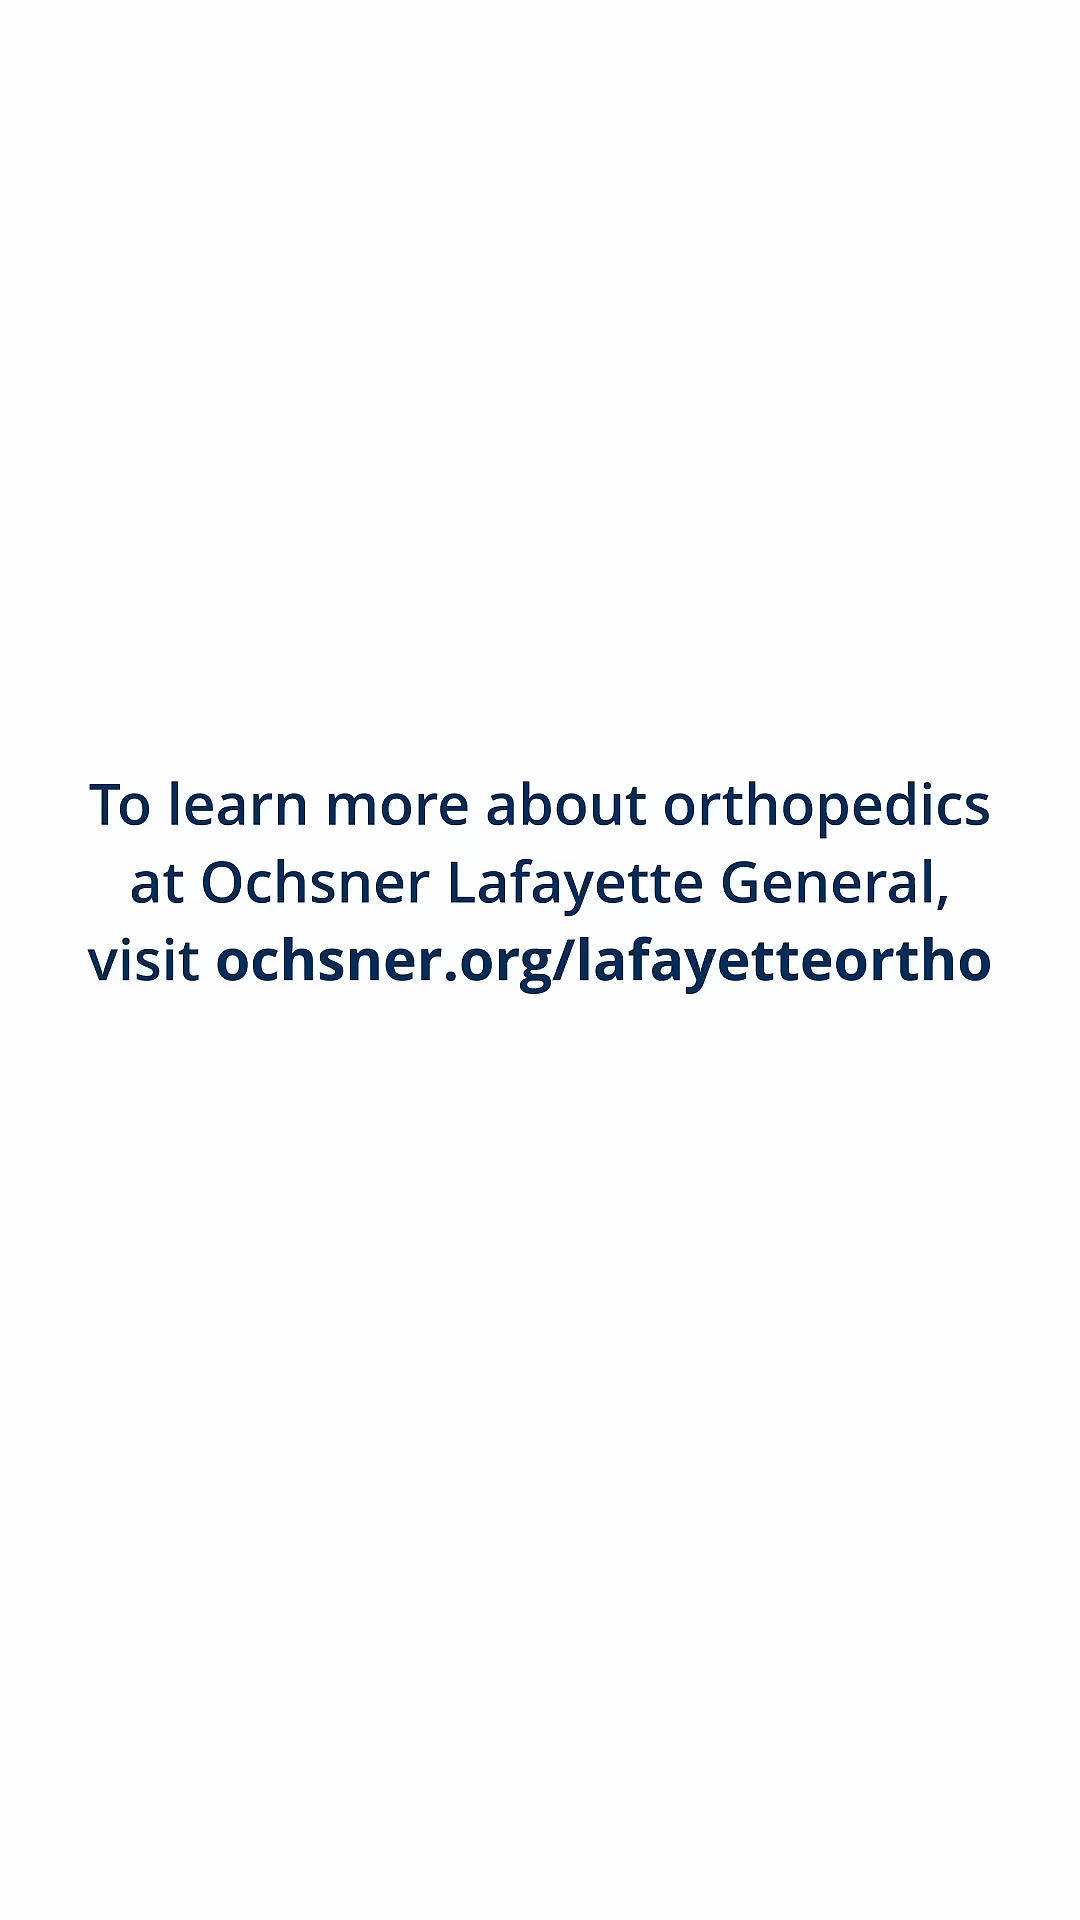 To learn more about orthopedics
at Ochsner Lafayette General,
visit ochsner.org/lafayetteortho